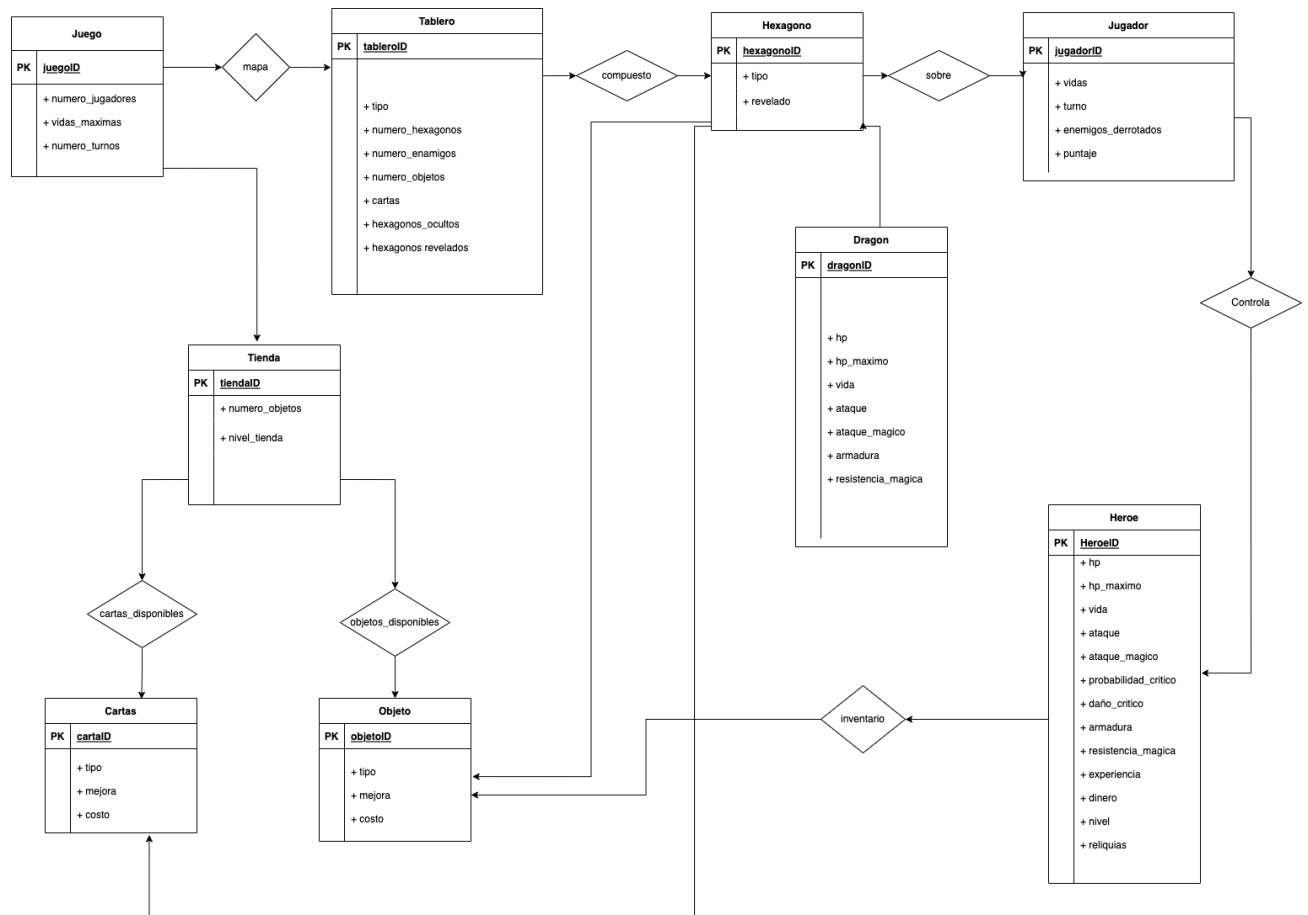 Juego
PK juegoID
+ numero_jugadores
+ vidas_maximas
+ numero_turnos
mapa
Tablero
PK tableroID
+ tipo
+ numero_hexagonos
+ numero_enamigos
+ numero_objetos
+ cartas
+ hexagonos_ocultos
+ hexagonos revelados
compuesto
Hexagono
PK hexagonoID
+ tipo
+ revelado
sobre
Jugador
PK jugadorID
+ vidas
+ turno
+ enemigos_derrotados
+ puntaje
Dragon
PK dragonID
+ hp
+ hp_maximo
+ vida
+ ataque
+ ataque_magico
+ armadura
+ resistencia_magica
Controla
Tienda
PK tiendaID
+ numero_objetos
+ nivel_tienda
cartas_disponibles
objetos_disponibles
Heroe
PK HeroeID
+ hp
+ hp_maximo
+ vida
+ ataque
+ ataque_magico
+ probabilidad_critico
+ daño_critico
+ armadura
+ resistencia_magica
+ experiencia
+ dinero
+ nivel
+ reliquias
inventario
Cartas
PK cartaID
+ tipo
+ mejora
+ costo
Objeto
PK objetoID
+ tipo
+ mejora
+ costo